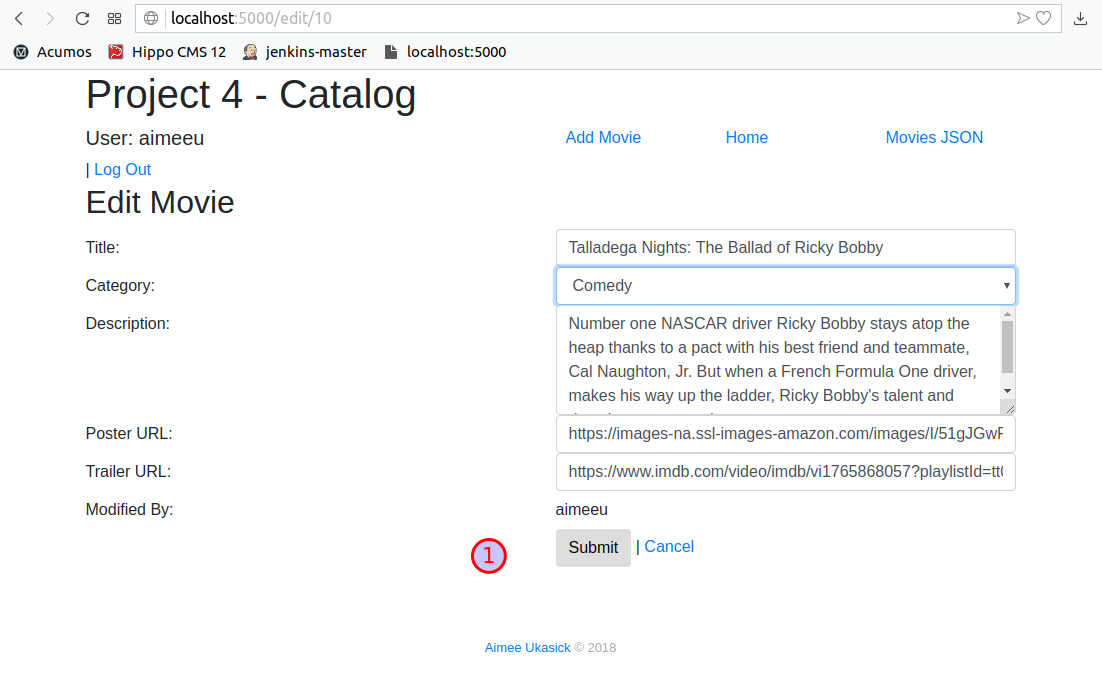 localhost:5000/edit/10
Acumos Hippo CMS 12 jenkins-master localhost:5000
Project 4 - Catalog
User: aimeeu Add Movie Home Movies JSON
| Log Out
Edit Movie
Title: Talladega Nights: The Ballad of Ricky Bobby
Category: Comedy
Description: Number one NASCAR driver Ricky Bobby stays atop the
heap thanks to a pact with his best friend and teammate,
Cal Naughton, Jr. But when a French Formula One driver,
makes his way up the ladder, Ricky Bobby's talent and
Poster URL: https://images-na.ssl-images-amazon.com/images/I/51gJGwF
Trailer URL: https://www.imdb.com/video/imdb/vi1765868057?playlistId=tt0
Modified By: aimeeu
1 Submit | Cancel
Aimee Ukasick © 2018